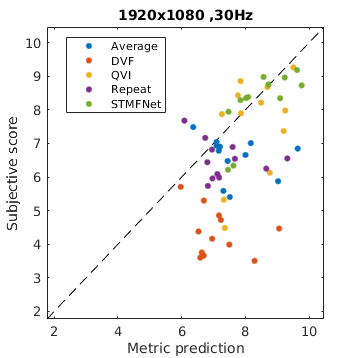 1920x1080 ,30Hz
Average
DVF
QVI
Repeat
STMFNet
Subjective score
10
9
8
7
6
5
4
3
2
2 4 6 8 10
Metric prediction